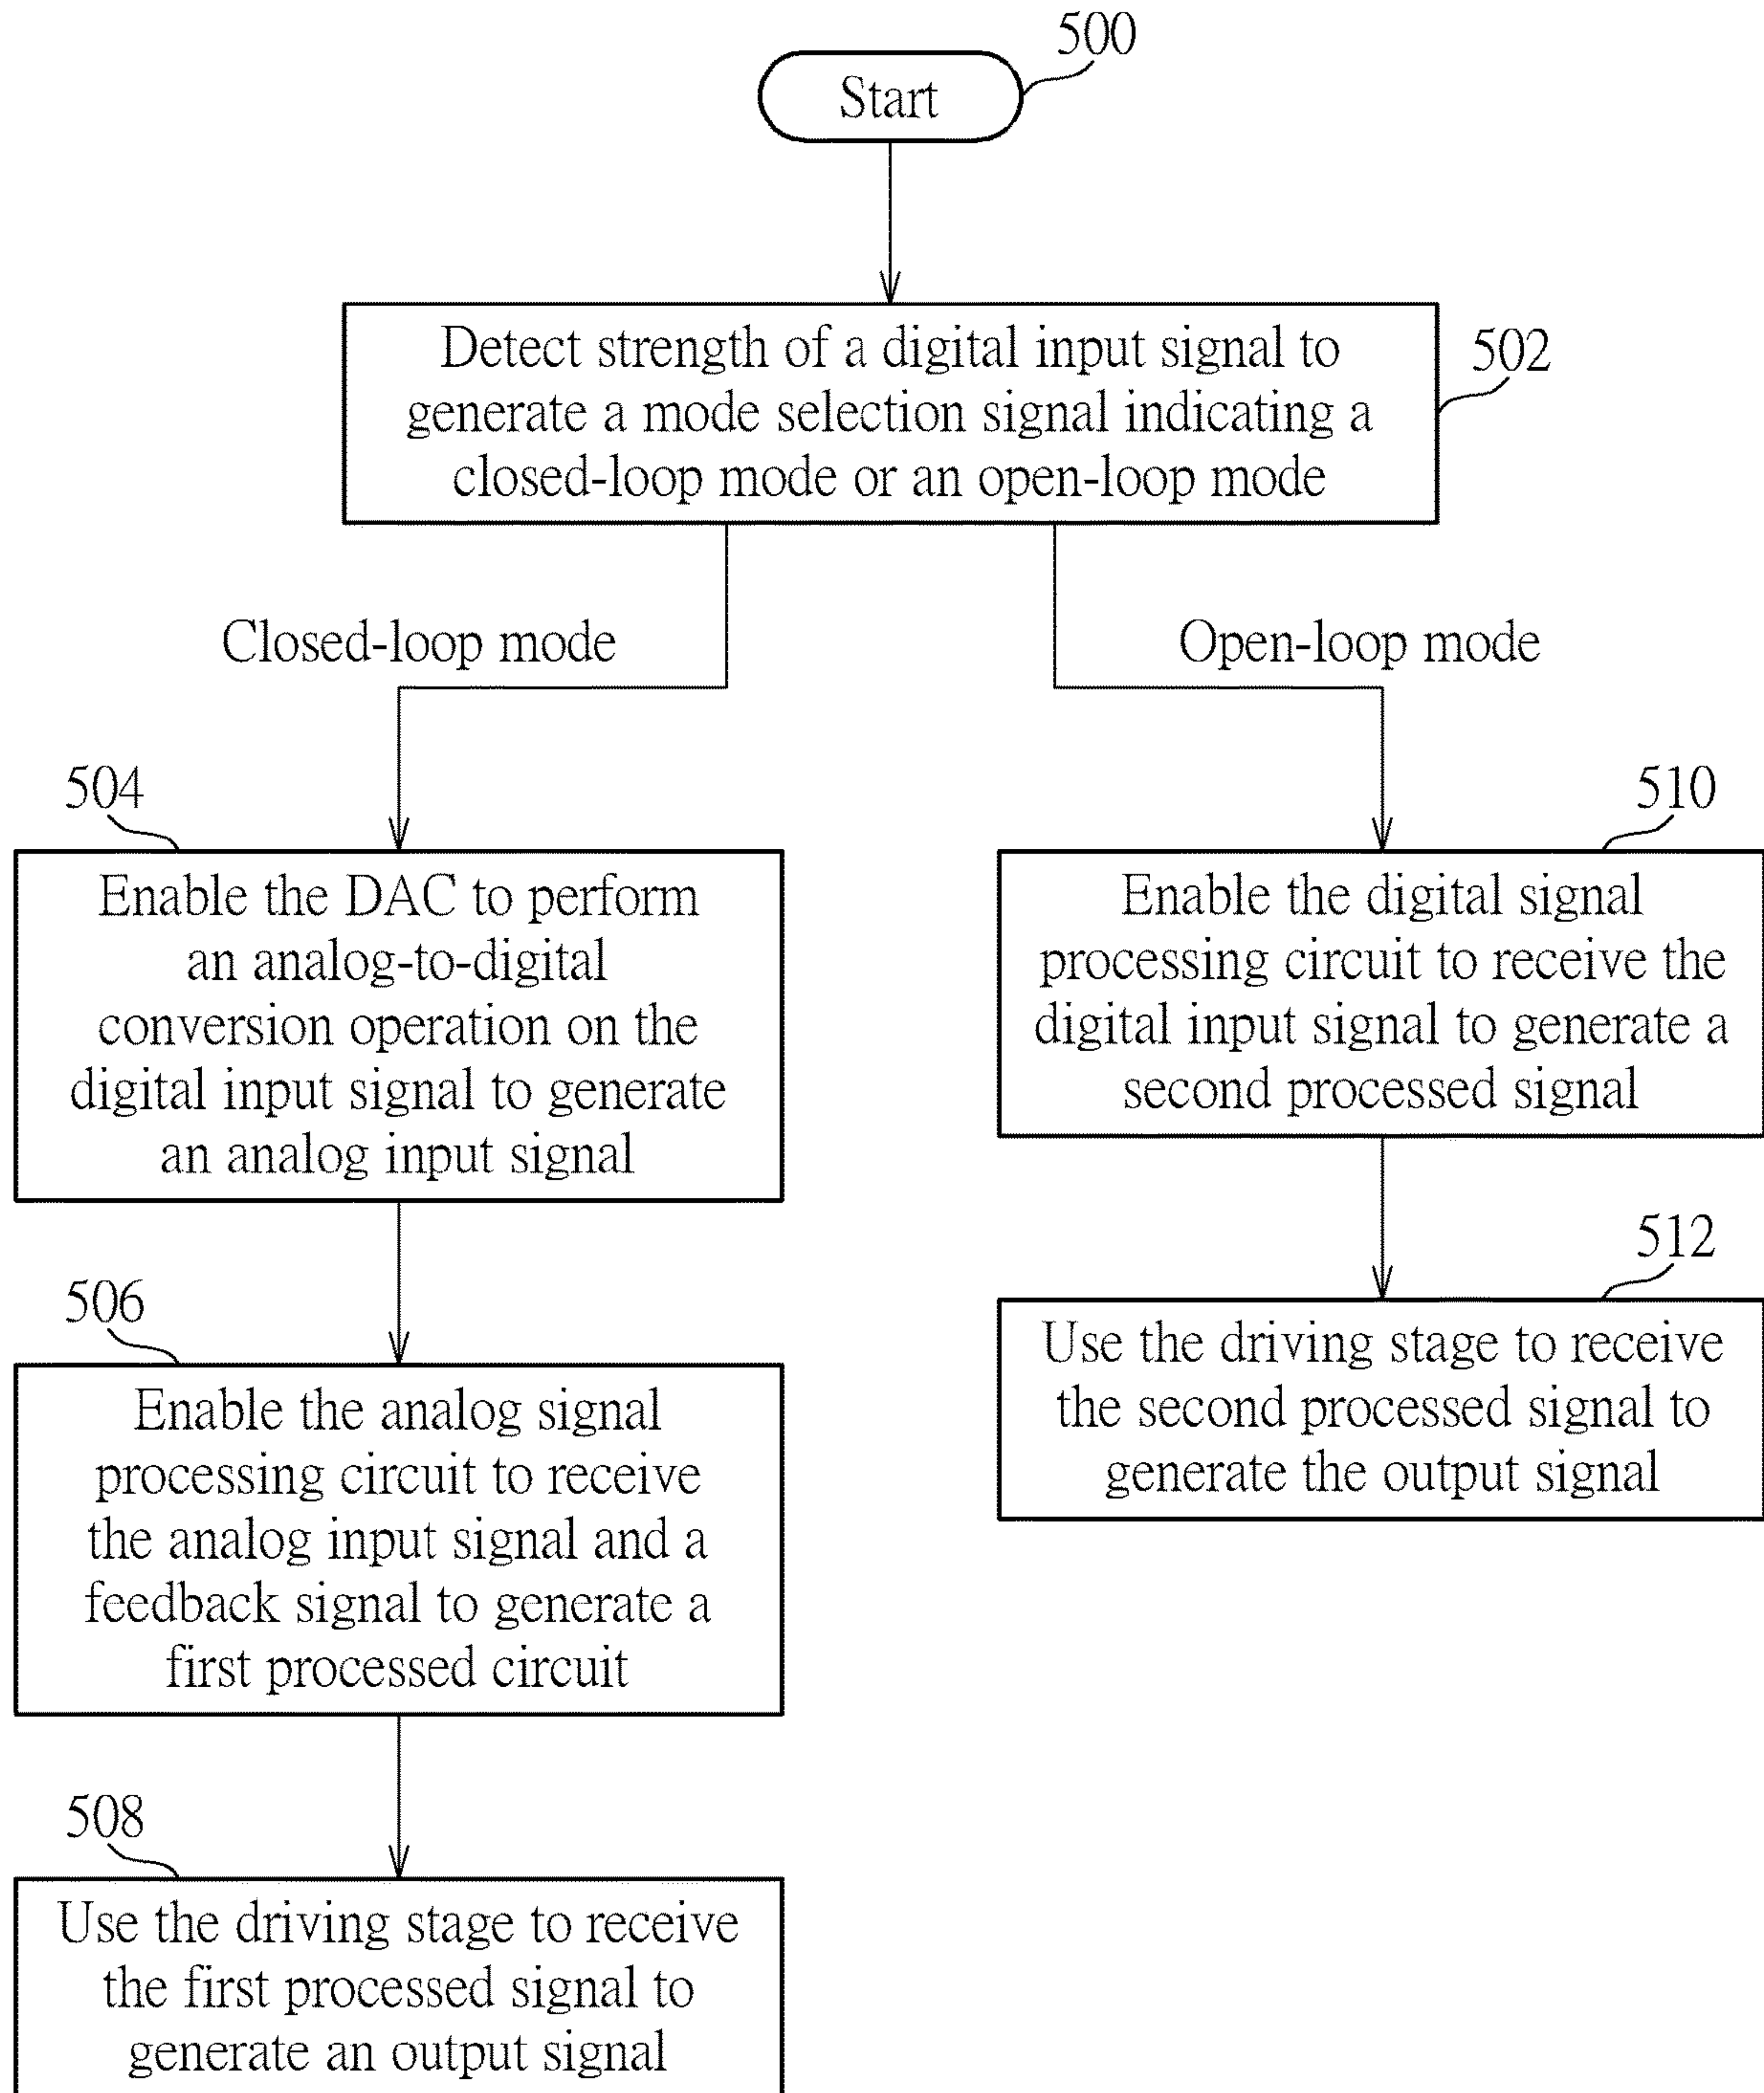 500
Start
Detect strength of a digital input signal to
generate a mode selection signal indicating a
closed-loop mode or an open-loop mode
502
Closed-loop mode
Open-loop mode
504
Enable the DAC to perform
an analog-to-digital
conversion operation on the
digital input signal to generate
an analog input signal
506
Enable the analog signal
processing circuit to receive
the analog input signal and a
feedback signal to generate a
first processed circuit
508
Use the driving stage to receive
the first processed signal to
generate an output signal
510
Enable the digital signal
processing circuit to receive the
digital input signal to generate a
second processed signal
512
Use the driving stage to receive
the second processed signal to
generate the output signal